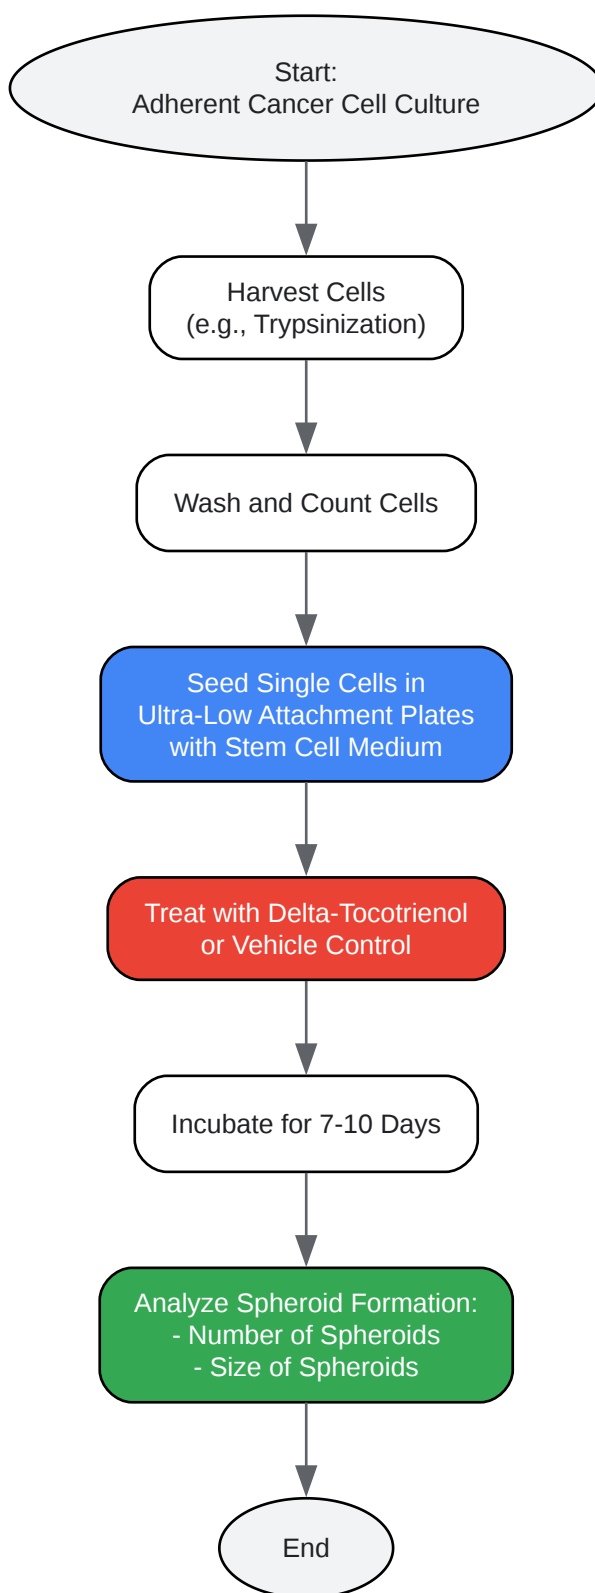 Start:
Adherent Cancer Cell Culture
Harvest Cells
(e.g., Trypsinization)
Wash and Count Cells
Seed Single Cells in
Ultra-Low Attachment Plates
with Stem Cell Medium
Treat with Delta-Tocotrienol
or Vehicle Control
Incubate for 7-10 Days
Analyze Spheroid Formation:
- Number of Spheroids
- Size of Spheroids
End